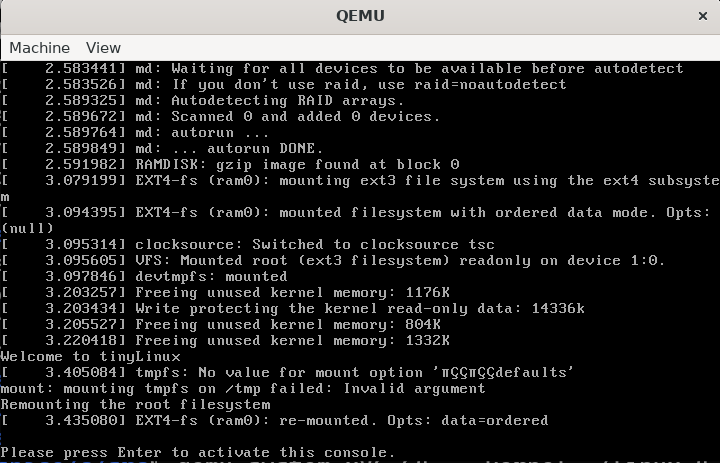 QEMU
Machine View
[    2.583441] md: Waiting for all devices to be available before autodetect
[    2.583526] md: If you don't use raid, use raid=noautodetect
[    2.589325] md: Autodetecting RAID arrays.
[    2.589672] md: Scanned 0 and added 0 devices.
[    2.589764] md: autorun ...
[    2.589849] md: ... autorun DONE.
[    2.591982] RAMDISK: gzip image found at block 0
[    3.079199] EXT4-fs (ram0): mounting ext3 file system using the ext4 subsyste
m
[    3.094395] EXT4-fs (ram0): mounted filesystem with ordered data mode. Opts:
(null)
[    3.095314] clocksource: Switched to clocksource tsc
[    3.095605] VFS: Mounted root (ext3 filesystem) readonly on device 1:0.
[    3.097846] devtmpfs: mounted
[    3.203257] Freeing unused kernel memory: 1176K
[    3.203434] Write protecting the kernel read-only data: 14336k
[    3.205527] Freeing unused kernel memory: 804K
[    3.220418] Freeing unused kernel memory: 1332K
Welcome to tinyLinux
[    3.405084] tmpfs: No value for mount option 'πÇÇπÇÇdefaults'
mount: mounting tmpfs on /tmp failed: Invalid argument
Remounting the root filesystem
[    3.435080] EXT4-fs (ram0): re-mounted. Opts: data=ordered
Please press Enter to activate this console.